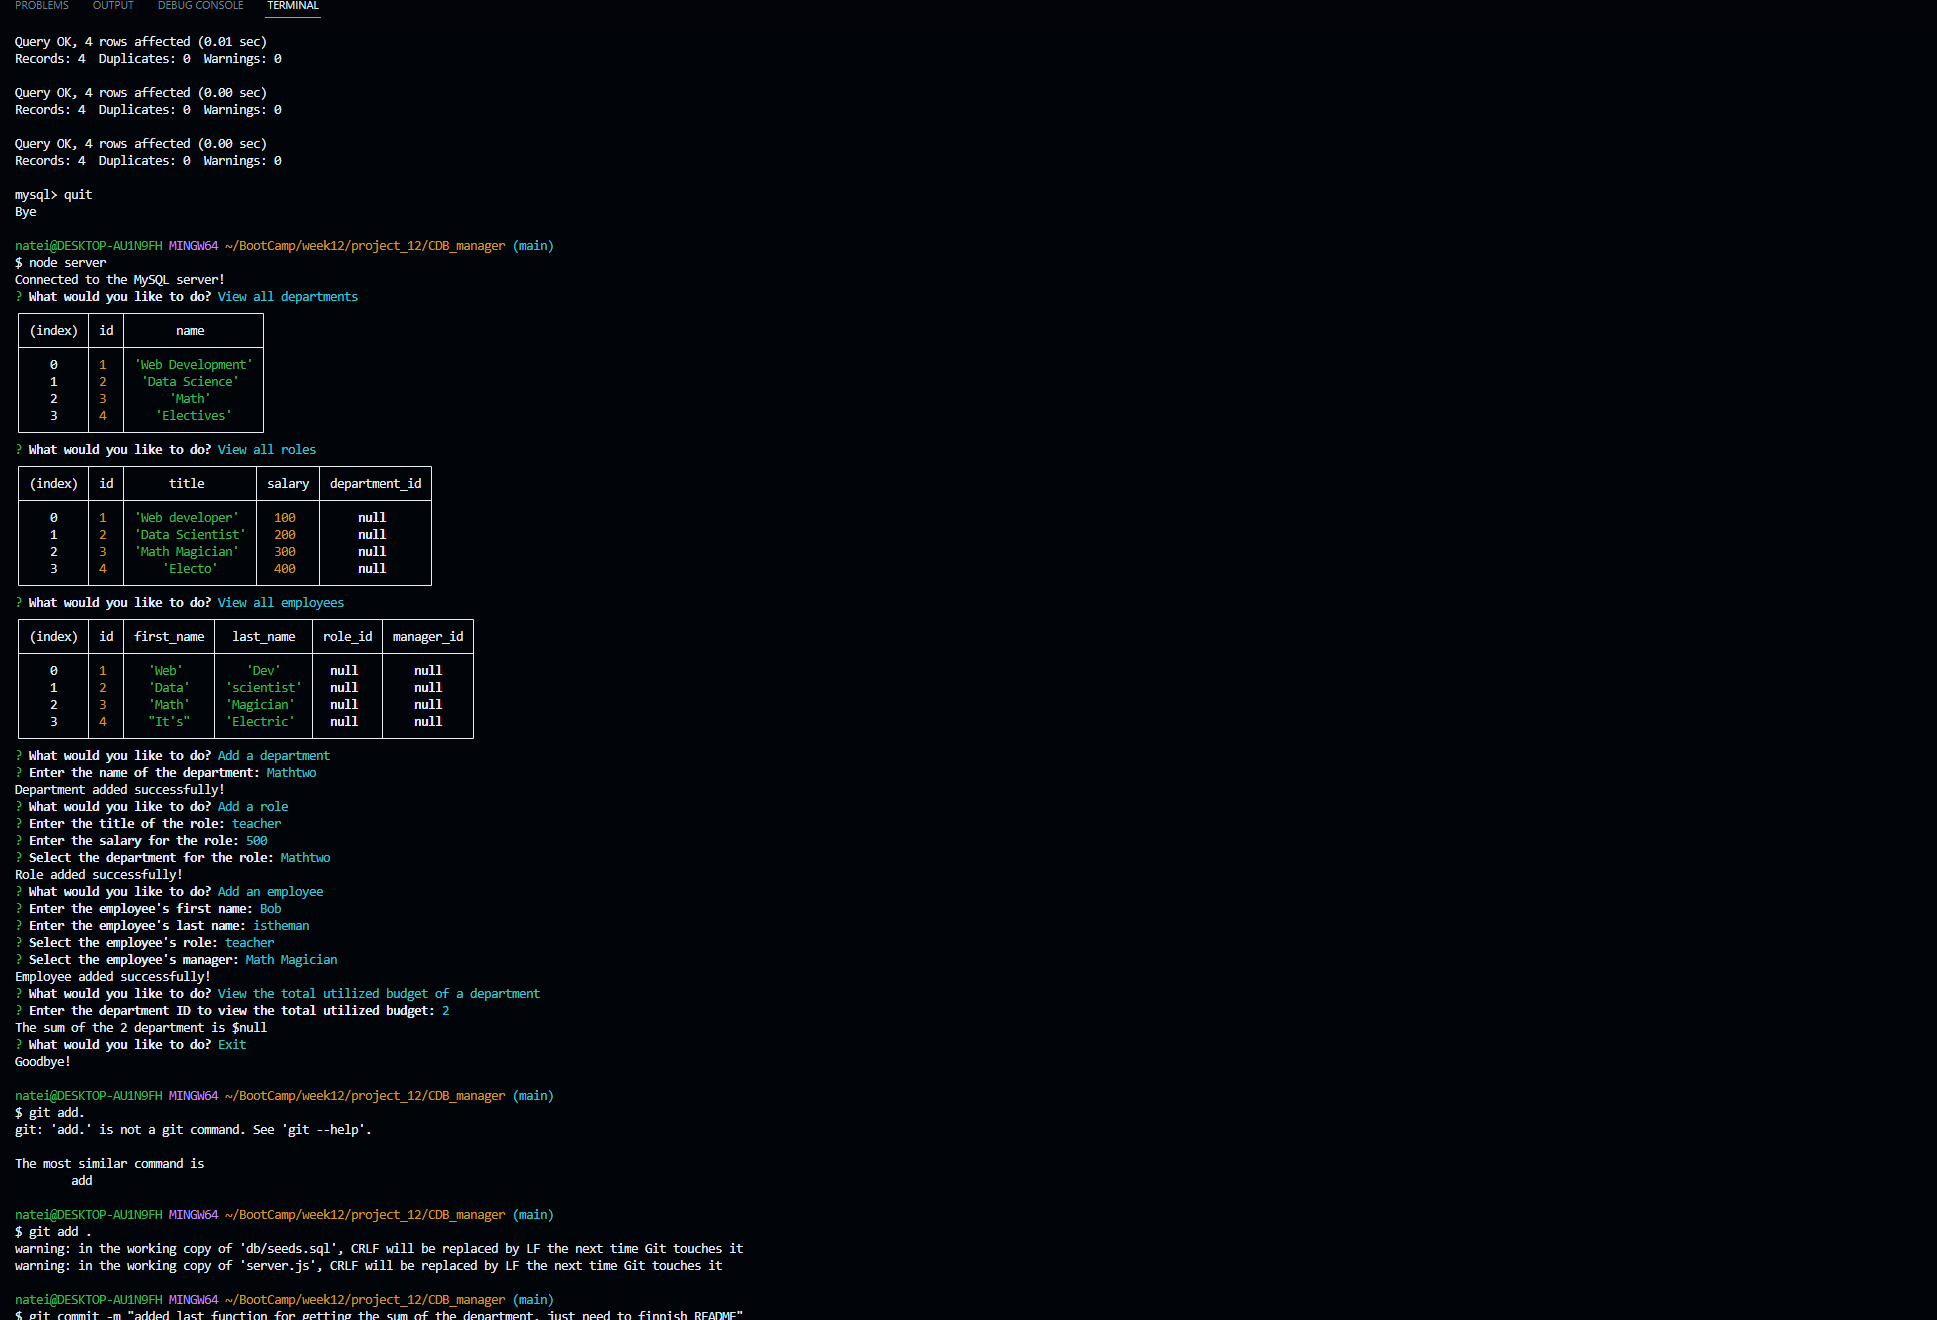 PROBLEMS OUTPUT DEBUG CONSOLE TERMINAL
Query OK, 4 rows affected (0.01 sec)
Records: 4  Duplicates: 0  Warnings: 0
Query OK, 4 rows affected (0.00 sec)
Records: 4  Duplicates: 0  Warnings: 0
Query OK, 4 rows affected (0.00 sec)
Records: 4  Duplicates: 0  Warnings: 0
mysql> quit
Bye
natei@DESKTOP-AU1N9FH MINGW64 ~/BootCamp/week12/project_12/CDB_manager (main)
$ node server
Connected to the MySQL server!
? What would you like to do? View all departments
(index) id name
0 1 'Web Development'
1 2 'Data Science'
2 3 'Math'
3 4 'Electives'
? What would you like to do? View all roles
(index) id title salary department_id
0 1 'Web developer' 100 null
1 2 'Data Scientist' 200 null
2 3 'Math Magician' 300 null
3 4 'Electo' 400 null
? What would you like to do? View all employees
(index) id first_name last_name role_id manager_id
0 1 'Web' 'Dev' null null
1 2 'Data' 'scientist' null null
2 3 'Math' 'Magician' null null
3 4 "It's" 'Electric' null null
? What would you like to do? Add a department
? Enter the name of the department: Mathtwo
Department added successfully!
? What would you like to do? Add a role
? Enter the title of the role: teacher
? Enter the salary for the role: 500
? Select the department for the role: Mathtwo
Role added successfully!
? What would you like to do? Add an employee
? Enter the employee's first name: Bob
? Enter the employee's last name: istheman
? Select the employee's role: teacher
? Select the employee's manager: Math Magician
Employee added successfully!
? What would you like to do? View the total utilized budget of a department
? Enter the department ID to view the total utilized budget: 2
The sum of the 2 department is $null
? What would you like to do? Exit
Goodbye!
natei@DESKTOP-AU1N9FH MINGW64 ~/BootCamp/week12/project_12/CDB_manager (main)
$ git add.
git: 'add.' is not a git command. See 'git --help'.
The most similar command is
add
natei@DESKTOP-AU1N9FH MINGW64 ~/BootCamp/week12/project_12/CDB_manager (main)
$ git add .
warning: in the working copy of 'db/seeds.sql', CRLF will be replaced by LF the next time Git touches it
warning: in the working copy of 'server.js', CRLF will be replaced by LF the next time Git touches it
natei@DESKTOP-AU1N9FH MINGW64 ~/BootCamp/week12/project_12/CDB_manager (main)
$ git commit -m "added last function for getting the sum of the department, just need to finnish README"